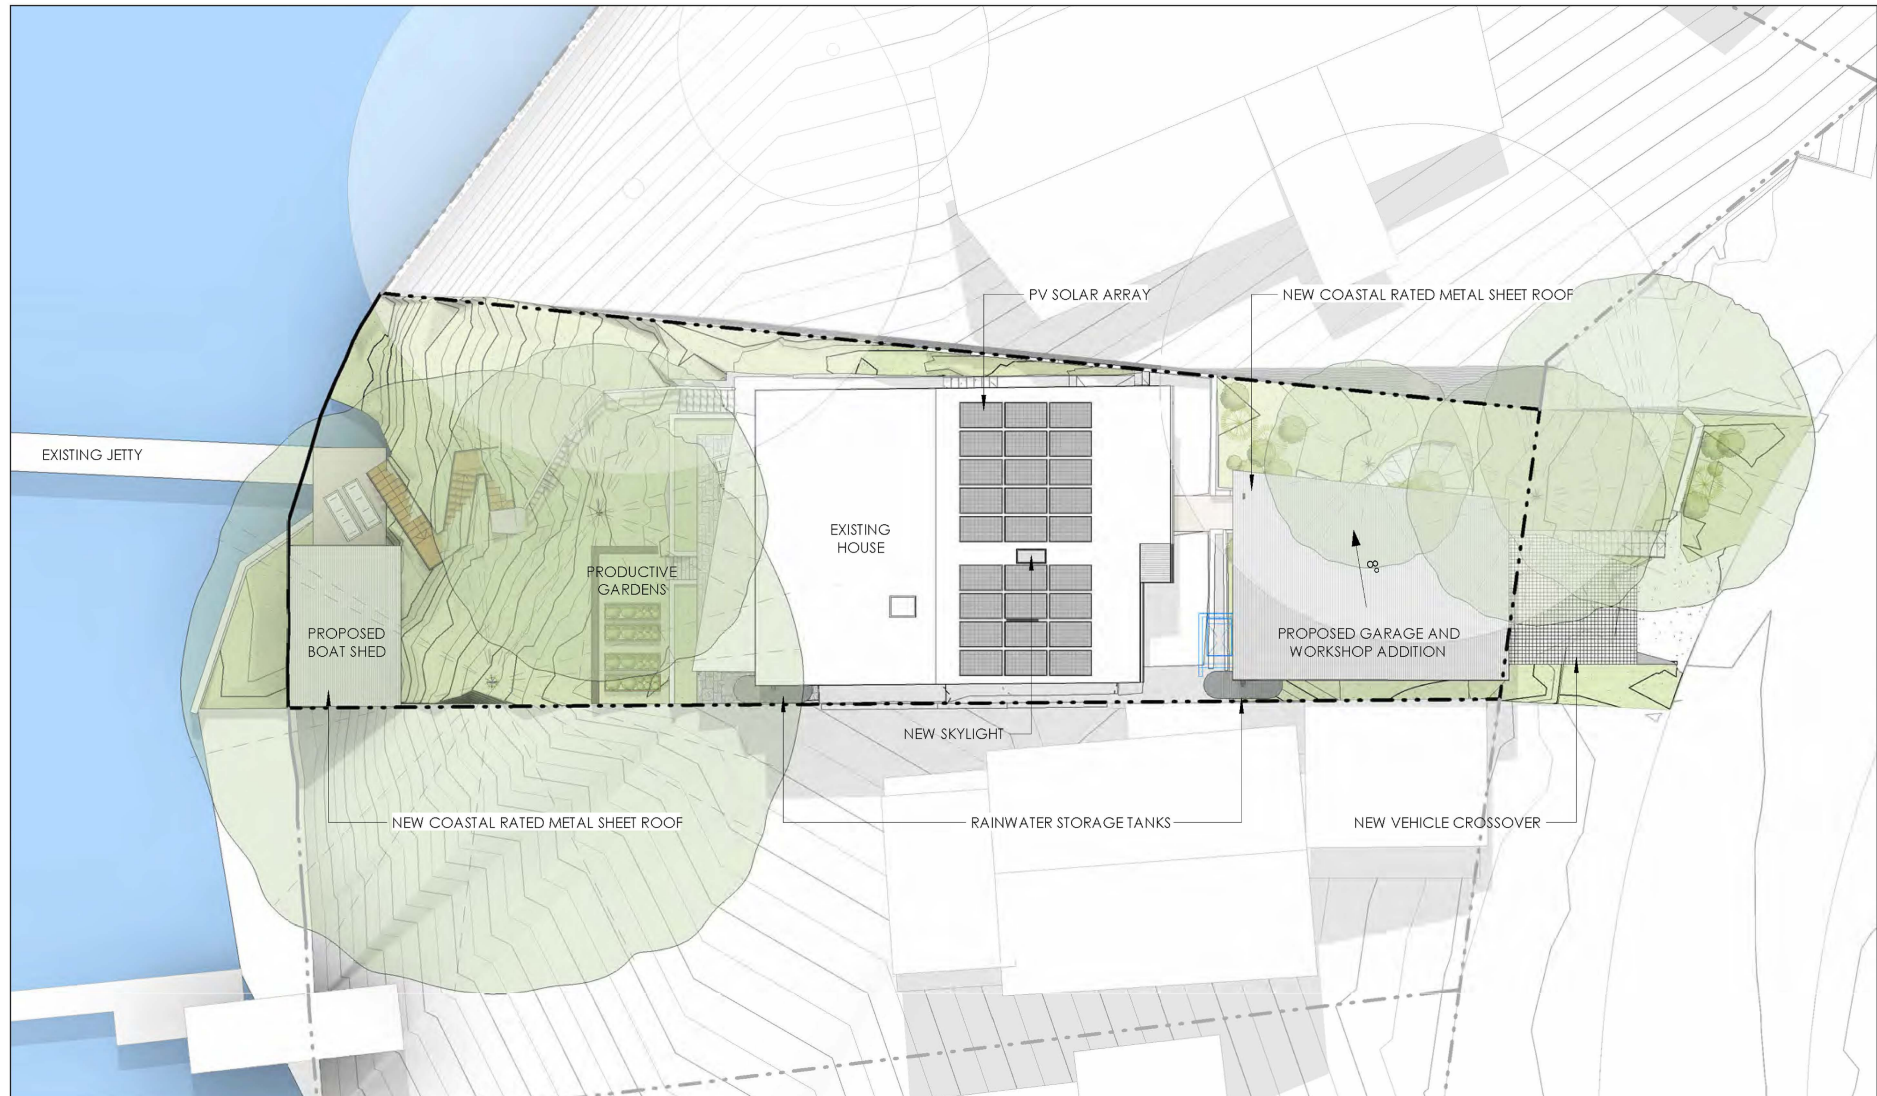 PV SOLAR ARRAY
NEW COASTAL RATED METAL SHEET ROOF
EXISTING JETTY
EXISTING
HOUSE
PRODUCTIVE
GARDENS
8°
PROPOSED
BOAT SHED
PROPOSED GARAGE AND
WORKSHOP ADDITION
NEW SKYLIGHT
NEW COASTAL RATED METAL SHEET ROOF
RAINWATER STORAGE TANKS
NEW VEHICLE CROSSOVER